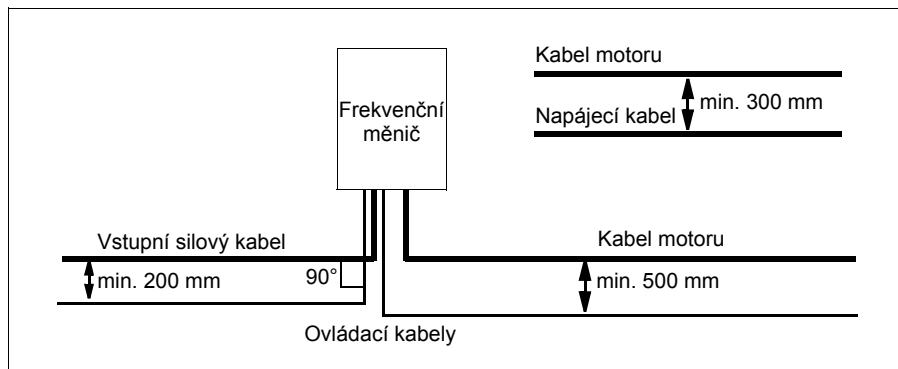 Kabel motoru
min. 300 mm
Napájecí kabel
Frekvenční
měnič
Vstupní silový kabel
Kabel motoru
min. 200 mm
90°
min. 500 mm
Ovládací kabely